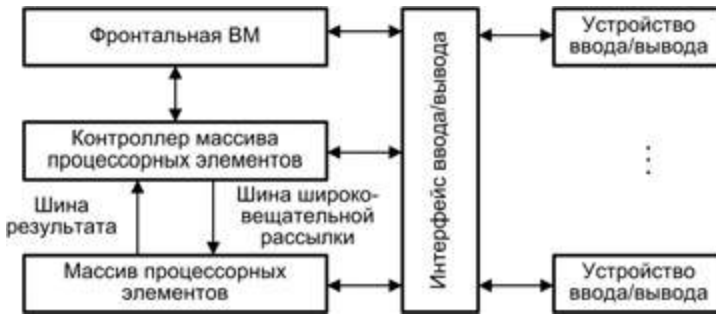 Фронтальная ВМ
Контроллер массива
процессорных элементов
Шина
результата
Шина широко-
вещательной
рассылки
Массив процессорных
элементов
Интерфейс ввода/вывода
Устройство
ввода/вывода
Устройство
ввода/вывода